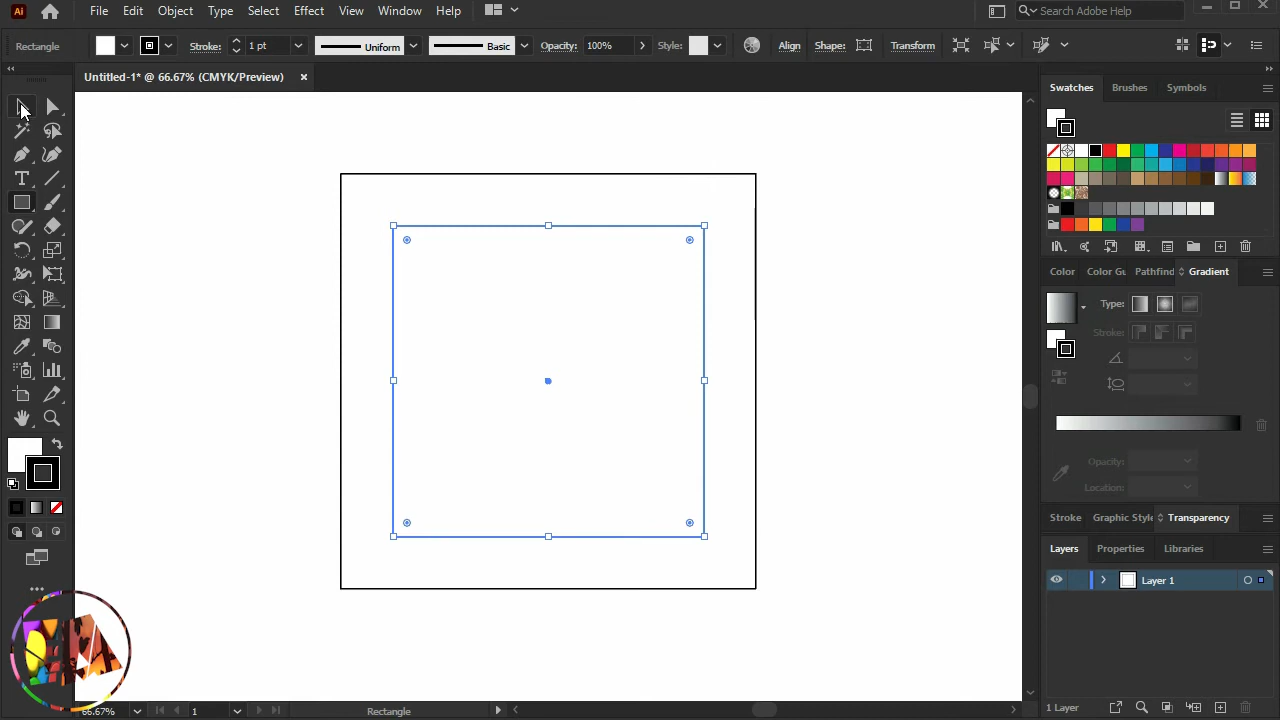 Ai File Edit Object Type Select Effect View Window Help Search Adobe Help
Rectangle Stroke: 1 pt Uniform Basic Opacity: 100% Style: Align Shape: Transform
Untitled-1* @ 66.67% (CMYK/Preview)
Swatches Brushes Symbols
Color Color Gu Pathfind Gradient
Type:
Stroke:
Opacity:
Location:
Stroke Graphic Style Transparency
Layers Properties Libraries
Layer 1
66.67% 1 Rectangle 1 Layer